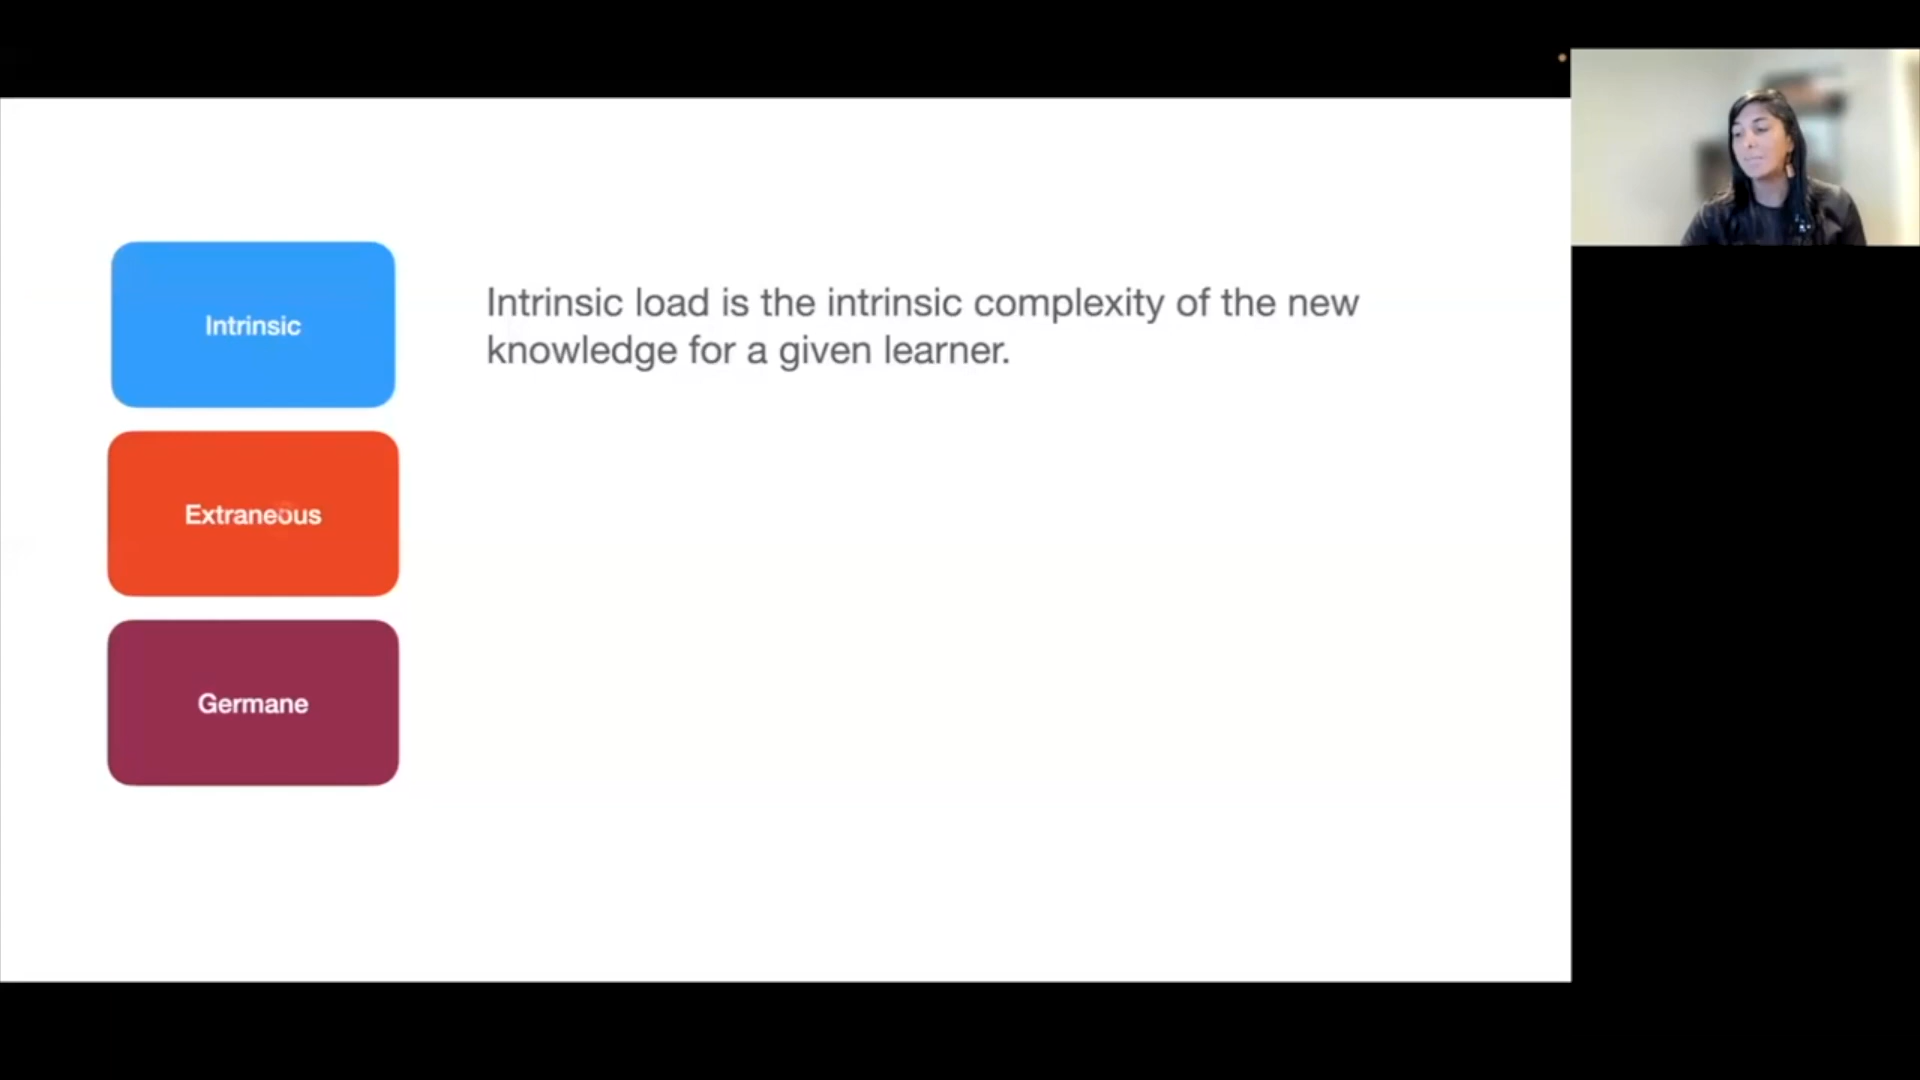 Intrinsic
Intrinsic load is the intrinsic complexity of the new
knowledge for a given learner.
Extraneous
Germane